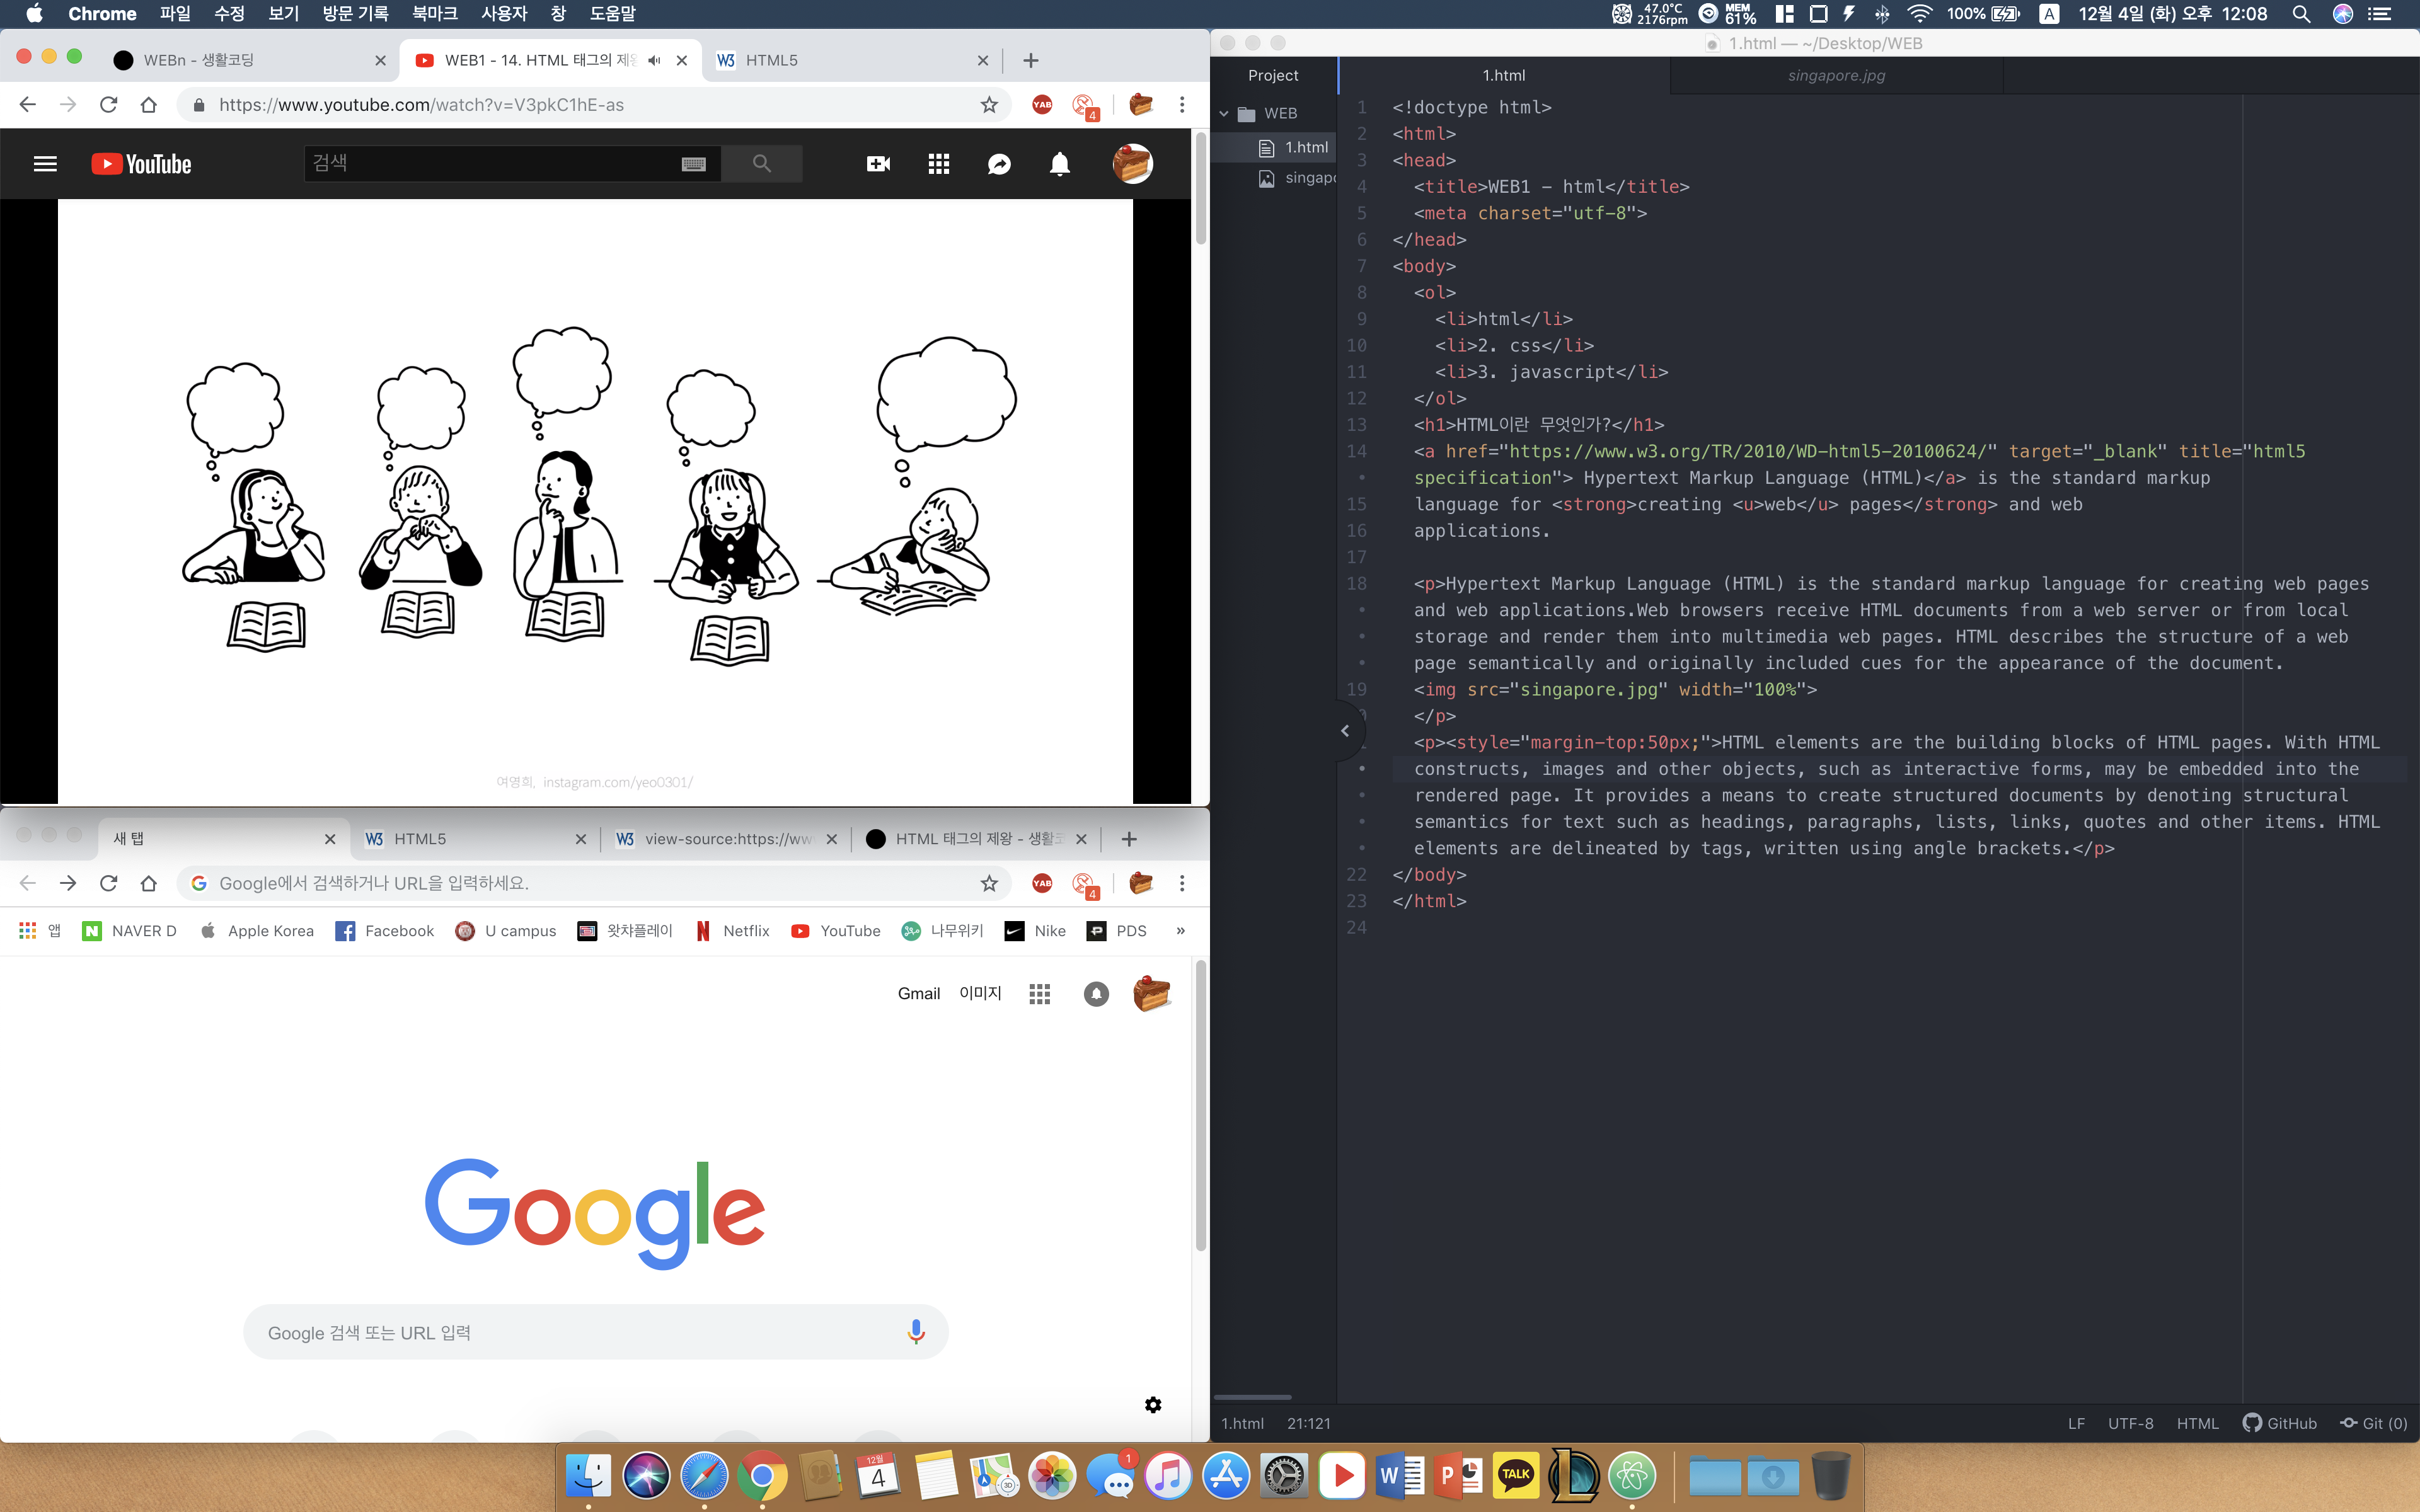 Chrome 파일 수정 보기 방문 기록 북마크 사용자 창 도움말
47.0°C
2176rpm
MEM
61%
100%
A
12월 4일 (화) 오후 12:08
WEBn - 생활코딩
WEB1 - 14. HTML 태그의 제
W3 HTML5
https://www.youtube.com/watch?v=V3pkC1hE-as
YAB
4
YouTube
검색
여영희, instagram.com/yeo0301/
새 탭
W3 HTML5
W3 view-source:https://ww
HTML 태그의 제왕 - 생활코
Google에서 검색하거나 URL을 입력하세요.
YAB
4
앱
NAVER D
Apple Korea
Facebook
U campus
왓챠플레이
Netflix
YouTube
나무위키
Nike
PDS
»
Gmail 이미지
Google
Google 검색 또는 URL 입력
1.html — ~/Desktop/WEB
Project
WEB
1.html
singap
1.html
singapore.jpg
1 <!doctype html>
2 <html>
3 <head>
4 <title>WEB1 - html</title>
5 <meta charset="utf-8">
6 </head>
7 <body>
8 <ol>
9 <li>html</li>
10 <li>2. css</li>
11 <li>3. javascript</li>
12 </ol>
13 <h1>HTML이란 무엇인가?</h1>
14 <a href="https://www.w3.org/TR/2010/WD-html5-20100624/" target="_blank" title="html5
• specification"> Hypertext Markup Language (HTML)</a> is the standard markup
15 language for <strong>creating <u>web</u> pages</strong> and web
16 applications.
17
18 <p>Hypertext Markup Language (HTML) is the standard markup language for creating web pages
• and web applications.Web browsers receive HTML documents from a web server or from local
• storage and render them into multimedia web pages. HTML describes the structure of a web
• page semantically and originally included cues for the appearance of the document.
19 <img src="singapore.jpg" width="100%">
</p>
<p><style="margin-top:50px;">HTML elements are the building blocks of HTML pages. With HTML
• constructs, images and other objects, such as interactive forms, may be embedded into the
• rendered page. It provides a means to create structured documents by denoting structural
• semantics for text such as headings, paragraphs, lists, links, quotes and other items. HTML
• elements are delineated by tags, written using angle brackets.</p>
22 </body>
23 </html>
24
1.html 21:121
LF UTF-8 HTML GitHub Git (0)
12월
4
3D
1
W
P
TALK